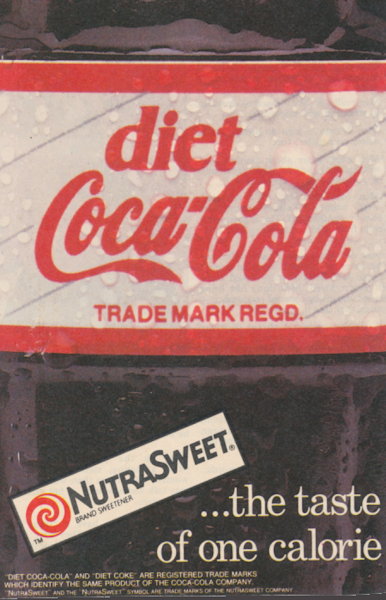 diet
Coca-Cola
TRADE MARK REGD.
NUTRASWEET®
BRAND SWEETENER
TM
...the taste
of one calorie
"DIET COCA-COLA" AND "DIET COKE" ARE REGISTERED TRADE MARKS
WHICH IDENTIFY THE SAME PRODUCT OF THE COCA-COLA COMPANY.
"NUTRASWEET" AND THE "NUTRASWEET" SYMBOL ARE TRADE MARKS OF THE NUTRASWEET COMPANY.